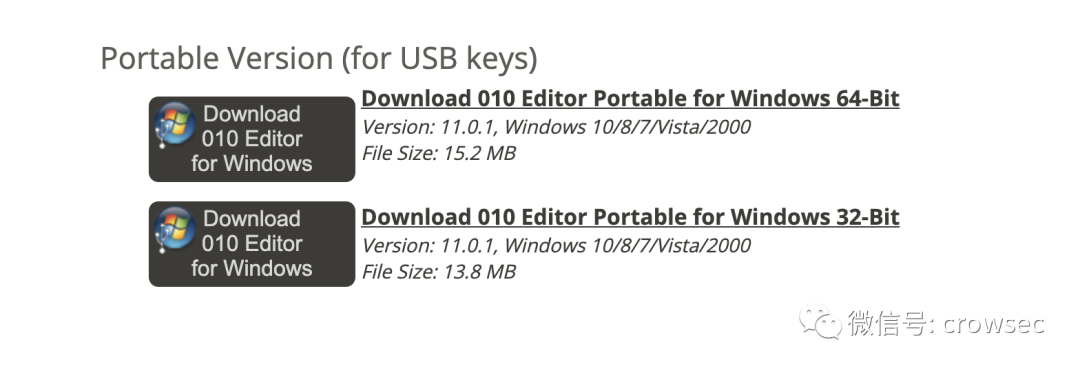 Portable Version (for USB keys)
Download
010 Editor
for Windows
Download 010 Editor Portable for Windows 64-Bit
Version: 11.0.1, Windows 10/8/7/Vista/2000
File Size: 15.2 MB
Download
010 Editor
for Windows
Download 010 Editor Portable for Windows 32-Bit
Version: 11.0.1, Windows 10/8/7/Vista/2000
File Size: 13.8 MB
微信号: crowsec